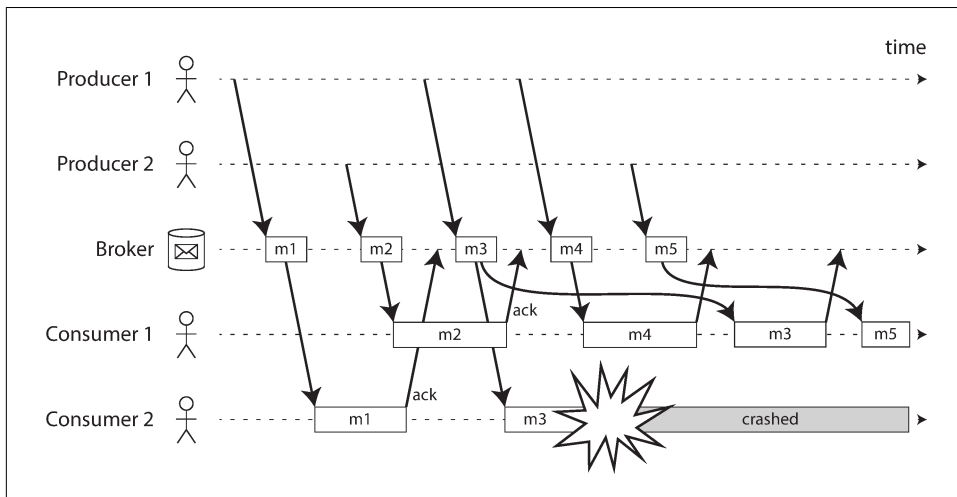 time
Producer 1
Producer 2
Broker
m1
m2
m3
m4
m5
ack
Consumer 1
m2
m4
m3
m5
ack
Consumer 2
m1
m3
crashed